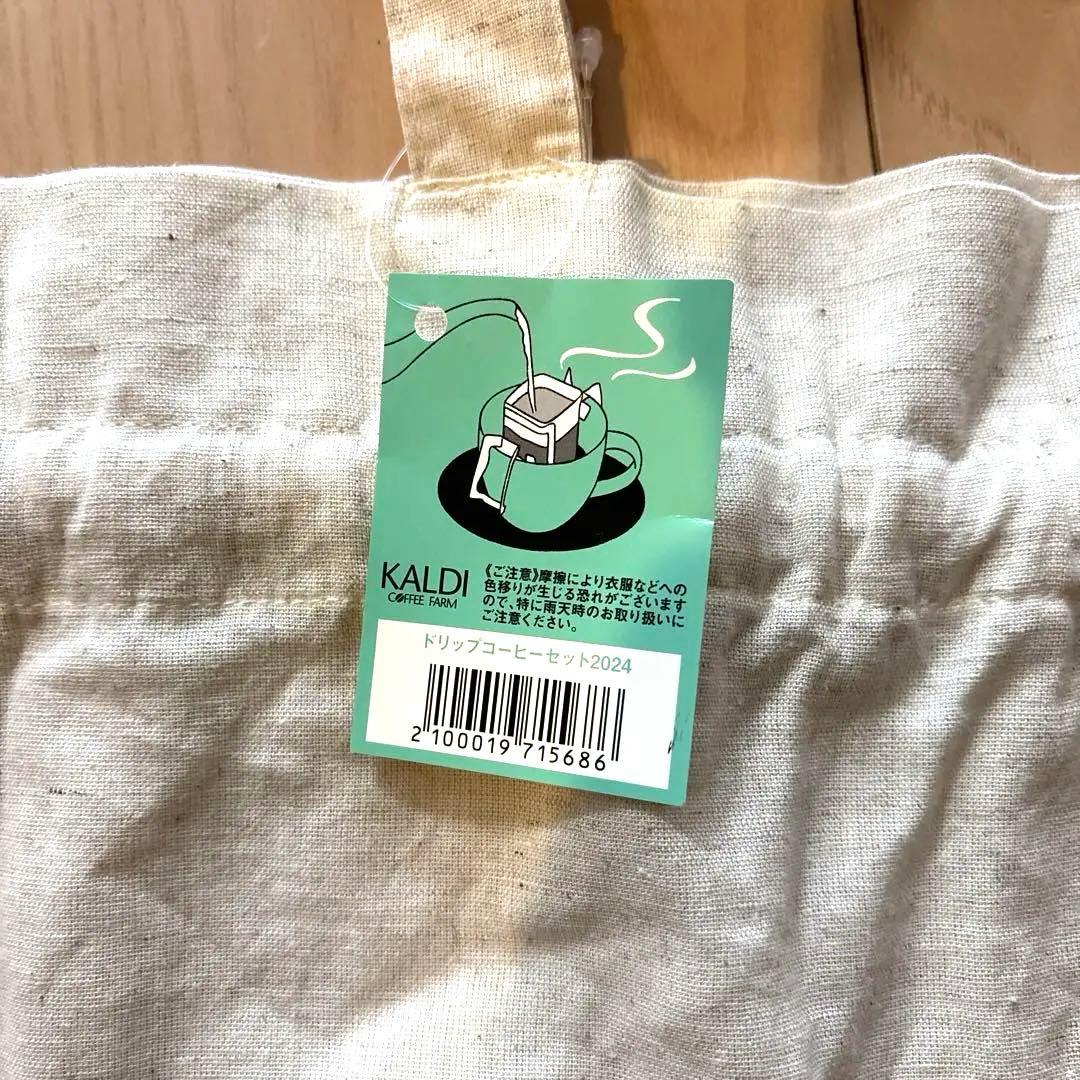 KALDI
COFFEE FARM
《ご注意》摩擦により衣服などへの
色移りが生じる恐れがございます
ので、特に雨天時のお取り扱いに
ご注意ください。
ドリップコーヒーセット2024
2 100019 715686